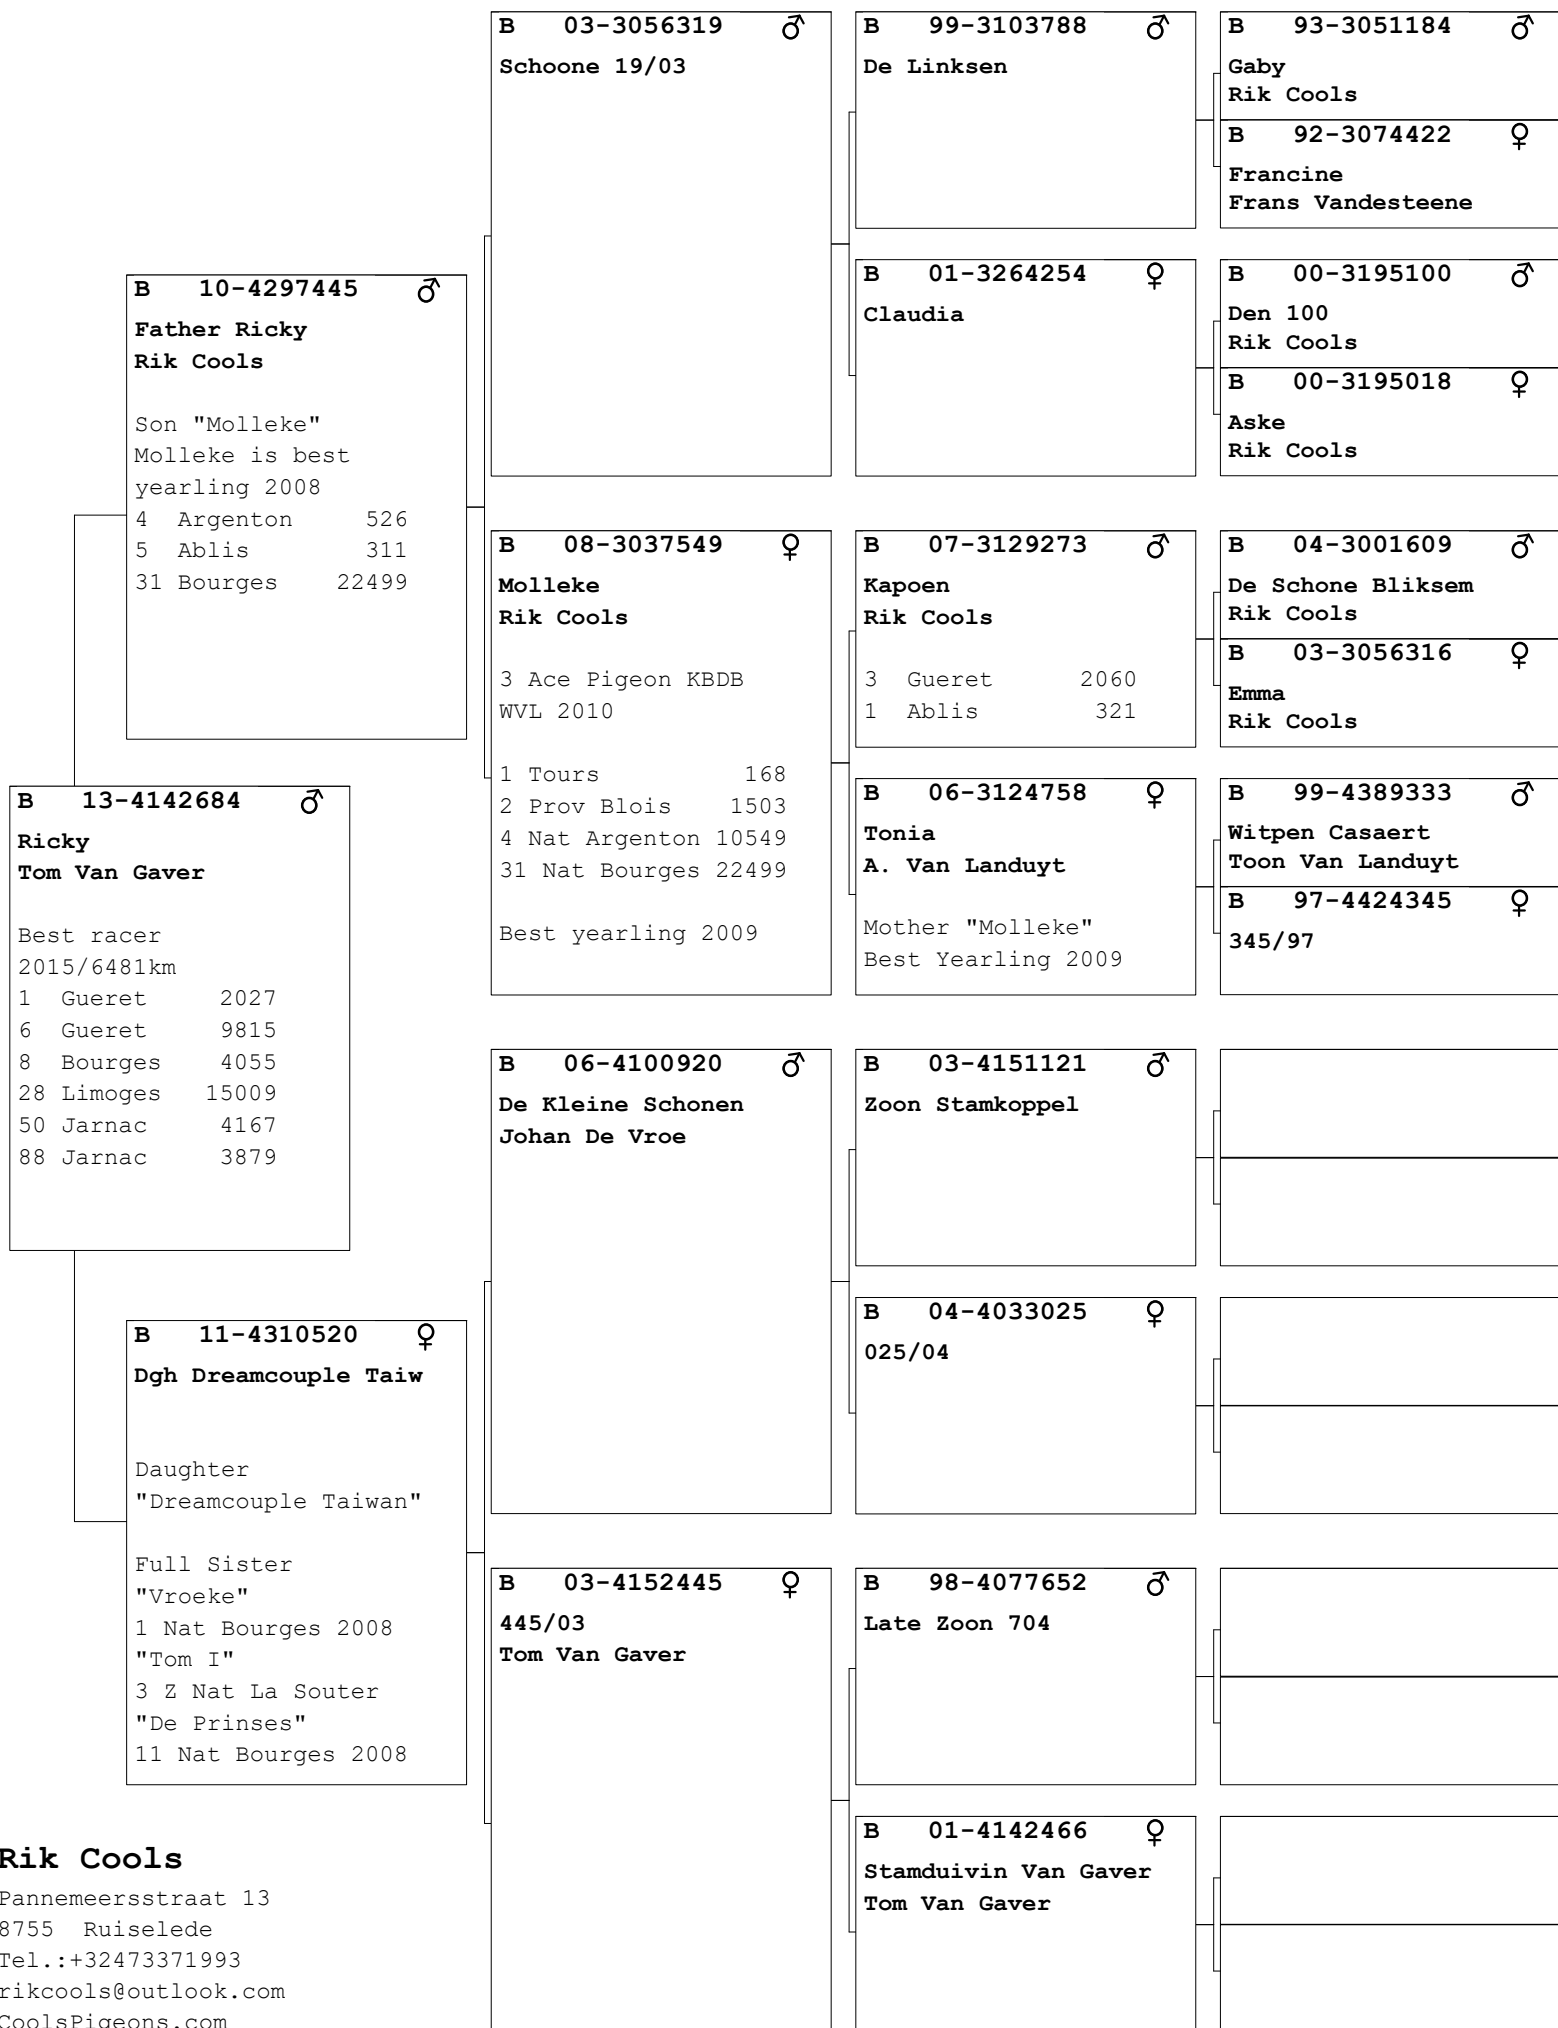 B 13-4142684 ♂
Ricky
Tom Van Gaver
Best racer
2015/6481km
1 Gueret 2027
6 Gueret 9815
8 Bourges 4055
28 Limoges 15009
50 Jarnac 4167
88 Jarnac 3879
B 10-4297445 ♂
Father Ricky
Rik Cools
Son "Molleke"
Molleke is best
yearling 2008
4 Argenton 526
5 Ablis 311
31 Bourges 22499
B 11-4310520 ♀
Dgh Dreamcouple Taiw
Daughter
"Dreamcouple Taiwan"
Full Sister
"Vroeke"
1 Nat Bourges 2008
"Tom I"
3 Z Nat La Souter
"De Prinses"
11 Nat Bourges 2008
B 03-3056319 ♂
Schoone 19/03
B 08-3037549 ♀
Molleke
Rik Cools
3 Ace Pigeon KBDB
WVL 2010
1 Tours 168
2 Prov Blois 1503
4 Nat Argenton 10549
31 Nat Bourges 22499
Best yearling 2009
B 06-4100920 ♂
De Kleine Schonen
Johan De Vroe
B 03-4152445 ♀
445/03
Tom Van Gaver
B 99-3103788 ♂
De Linksen
B 01-3264254 ♀
Claudia
B 07-3129273 ♂
Kapoen
Rik Cools
3 Gueret 2060
1 Ablis 321
B 06-3124758 ♀
Tonia
A. Van Landuyt
Mother "Molleke"
Best Yearling 2009
B 03-4151121 ♂
Zoon Stamkoppel
B 04-4033025 ♀
025/04
B 98-4077652 ♂
Late Zoon 704
B 01-4142466 ♀
Stamduivin Van Gaver
Tom Van Gaver
B 93-3051184 ♂
Gaby
Rik Cools
B 92-3074422 ♀
Francine
Frans Vandesteene
B 00-3195100 ♂
Den 100
Rik Cools
B 00-3195018 ♀
Aske
Rik Cools
B 04-3001609 ♂
De Schone Bliksem
Rik Cools
B 03-3056316 ♀
Emma
Rik Cools
B 99-4389333 ♂
Witpen Casaert
Toon Van Landuyt
B 97-4424345 ♀
345/97
Rik Cools
Pannemeersstraat 13
8755 Ruiselede
Tel.:+32473371993
rikcools@outlook.com
CoolsPigeons.com